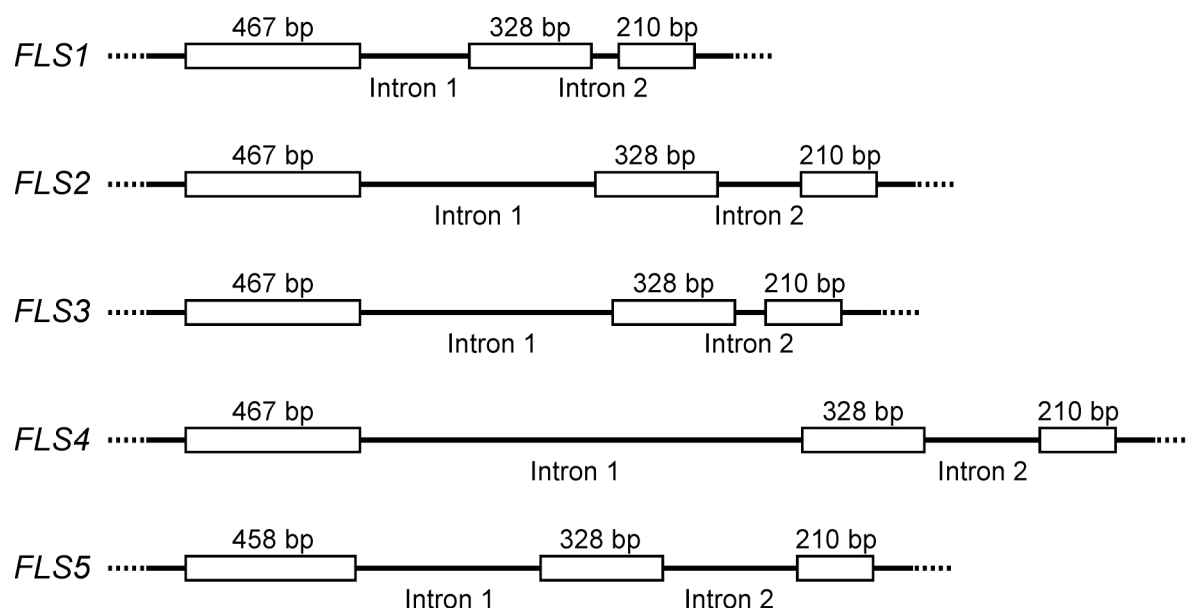 467 bp 328 bp 210 bp
FLS1
Intron 1 Intron 2
467 bp 328 bp 210 bp
FLS2
Intron 1 Intron 2
467 bp 328 bp 210 bp
FLS3
Intron 1 Intron 2
467 bp 328 bp 210 bp
FLS4
Intron 1 Intron 2
458 bp 328 bp 210 bp
FLS5
Intron 1 Intron 2